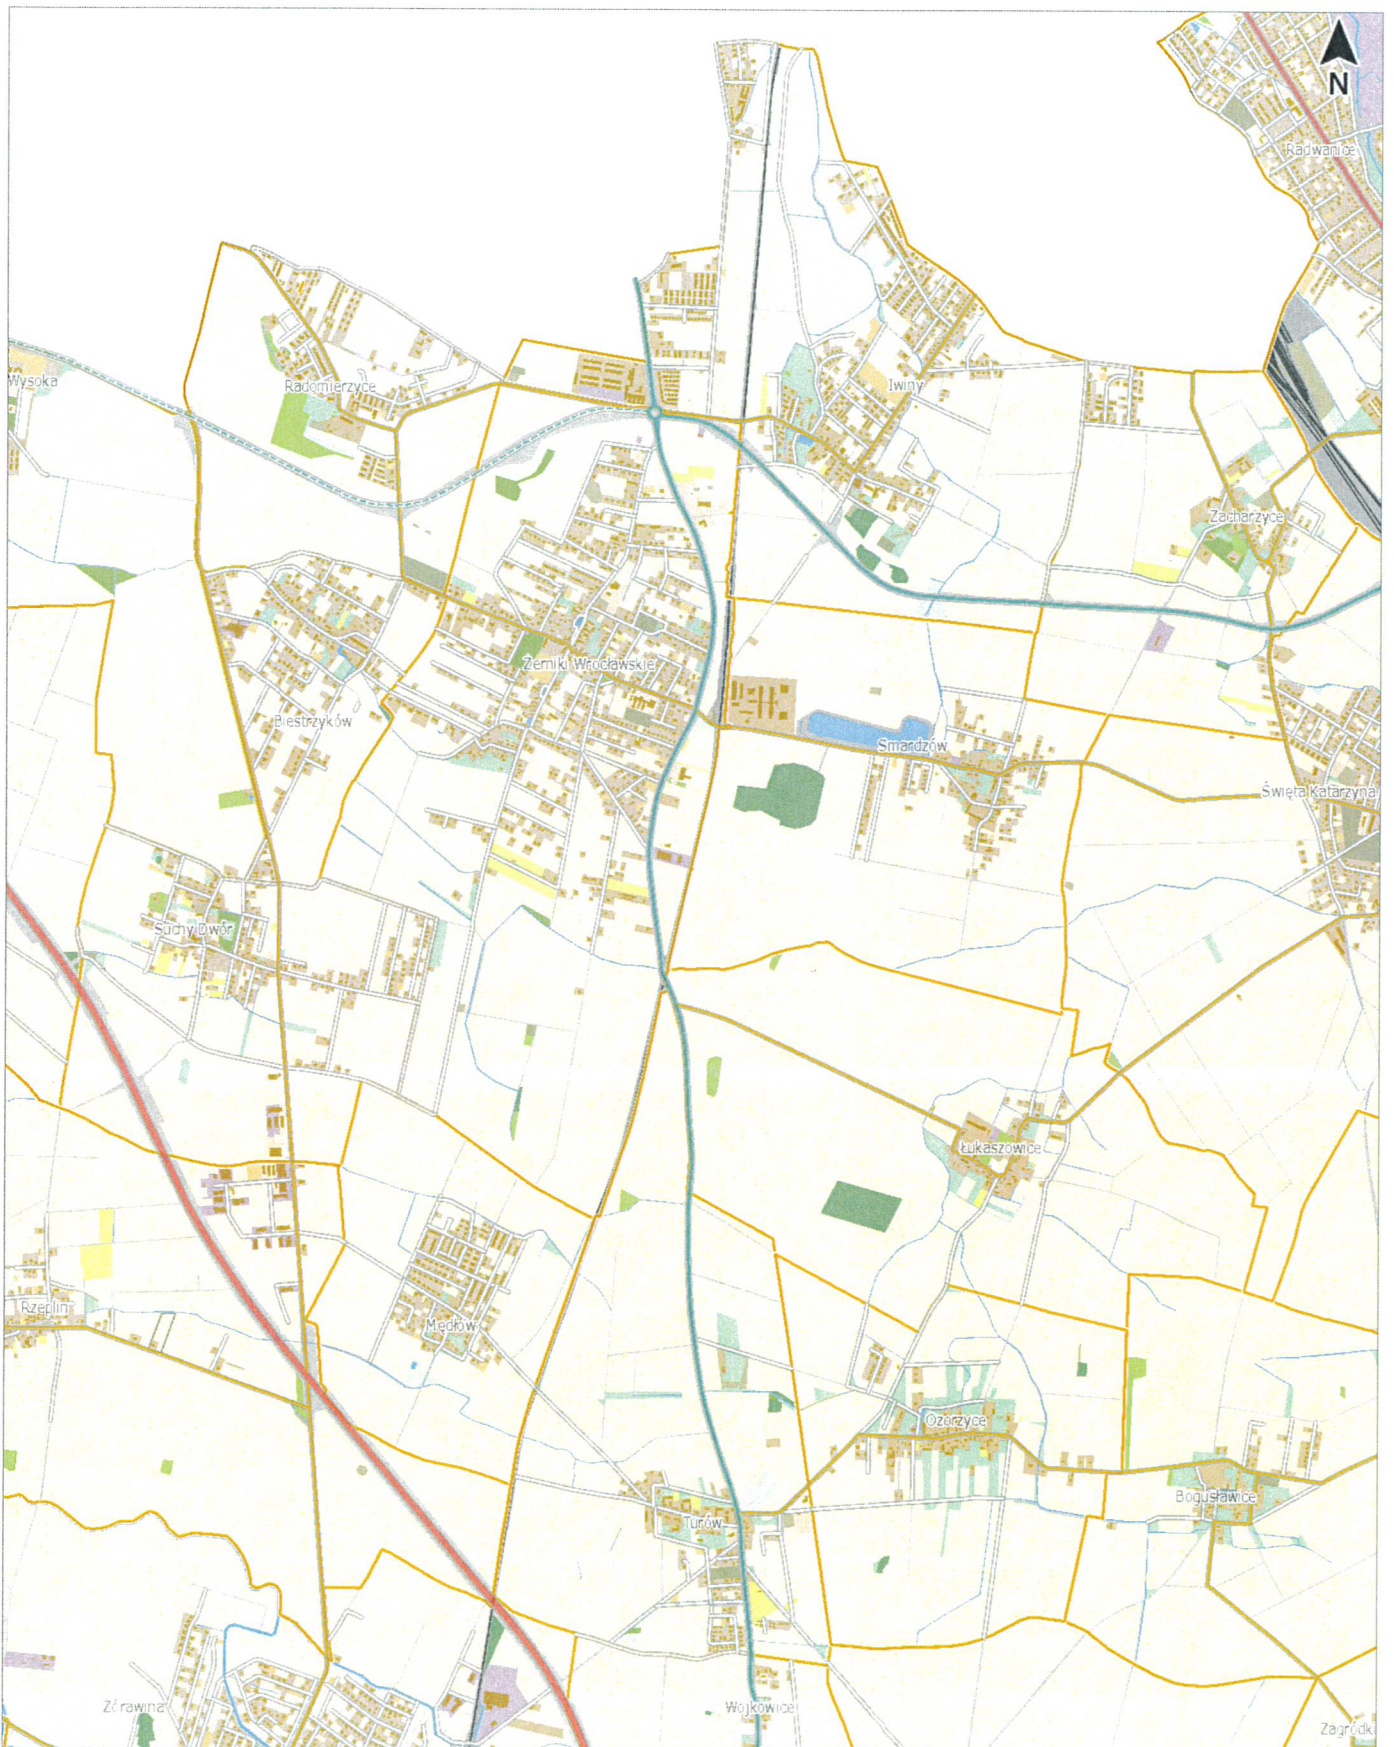 N
Radwanice
Wysoka
Radomierzyce
Iwiny
Zacharzyce
Żerniki Wrocławskie
Biestrzyków
Smardzów
Święta Katarzyna
Suchy Dwór
Łukaszowice
Rzeplin
Mędłów
Ozorzyce
Bogusławice
Turów
Żórawina
Wojkowice
Zagródki